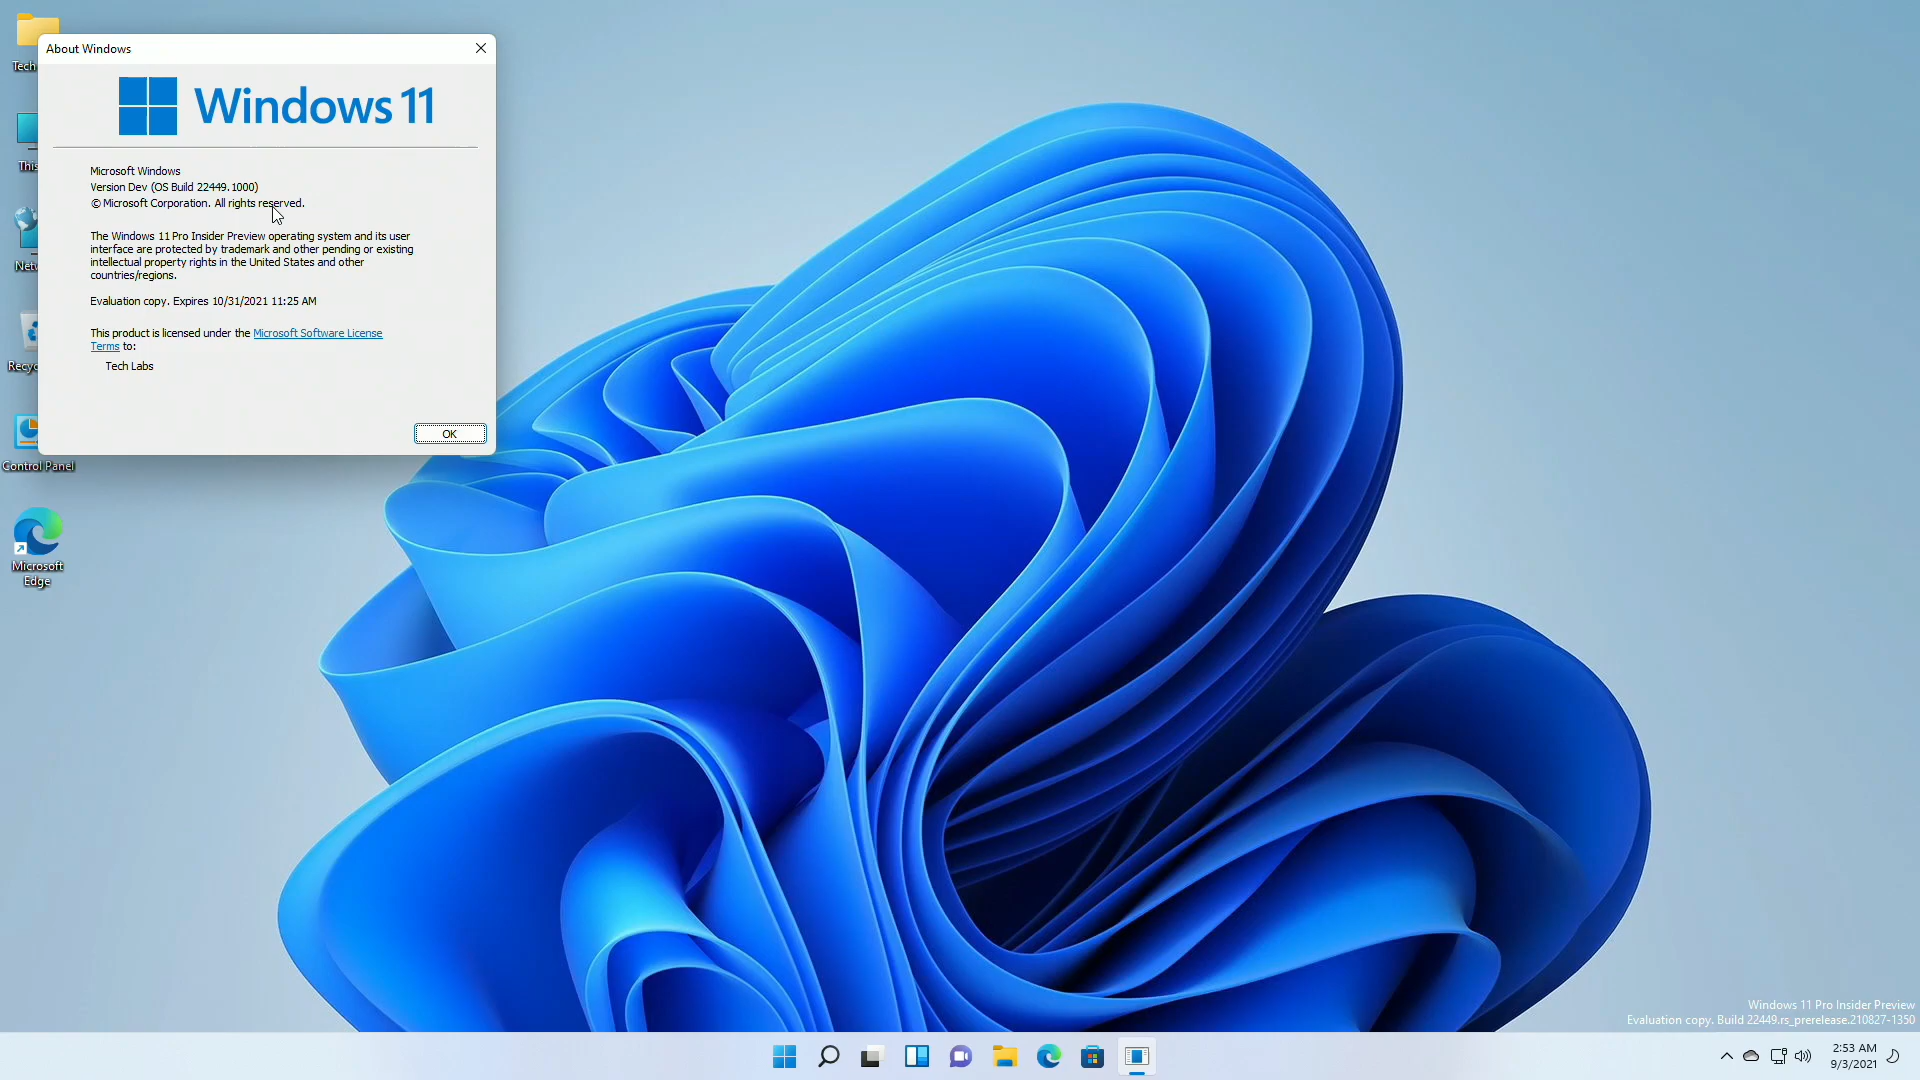 Tech
About Windows
Windows 11
Microsoft Windows
Version Dev (OS Build 22449.1000)
© Microsoft Corporation. All rights reserved.
The Windows 11 Pro Insider Preview operating system and its user
interface are protected by trademark and other pending or existing
intellectual property rights in the United States and other
countries/regions.
Evaluation copy. Expires 10/31/2021 11:25 AM
This product is licensed under the Microsoft Software License
Terms to:
Tech Labs
OK
This
Netw
Recyc
Control Panel
Microsoft
Edge
Windows 11 Pro Insider Preview
Evaluation copy. Build 22449.rs_prerelease.210827-1350
2:53 AM
9/3/2021